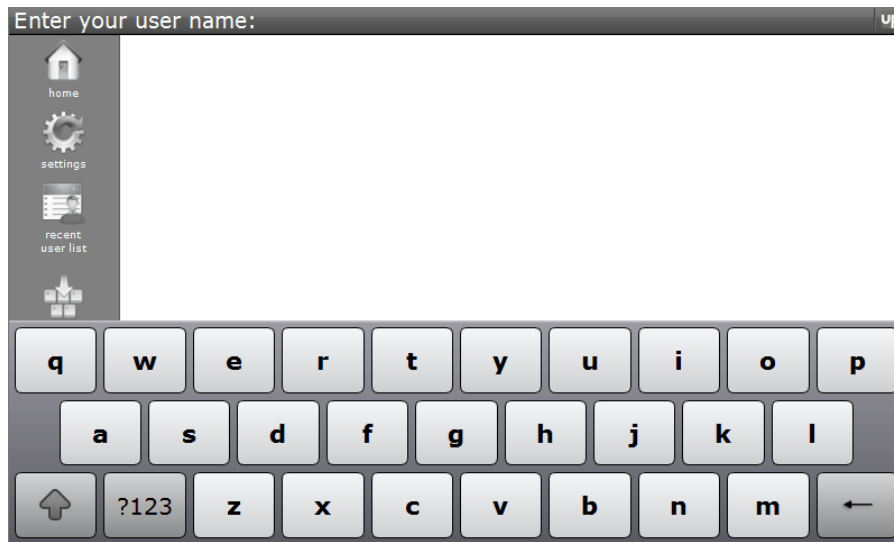 Enter your user name:
home
settings
recent
user list
q w e r t y u i o p
a s d f g h j k l
?123 z x c v b n m